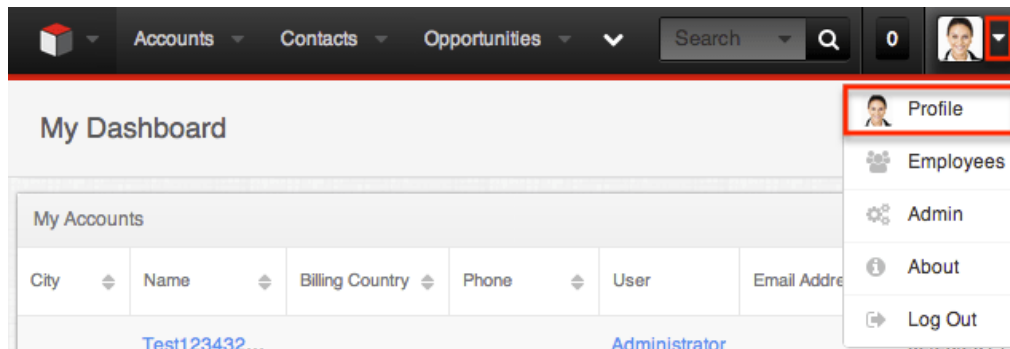 Accounts Contacts Opportunities Search 0
Profile
My Dashboard
Employees
My Accounts
Admin
City Name Billing Country Phone User Email Addre
About
Log Out
Test123432... Administrator